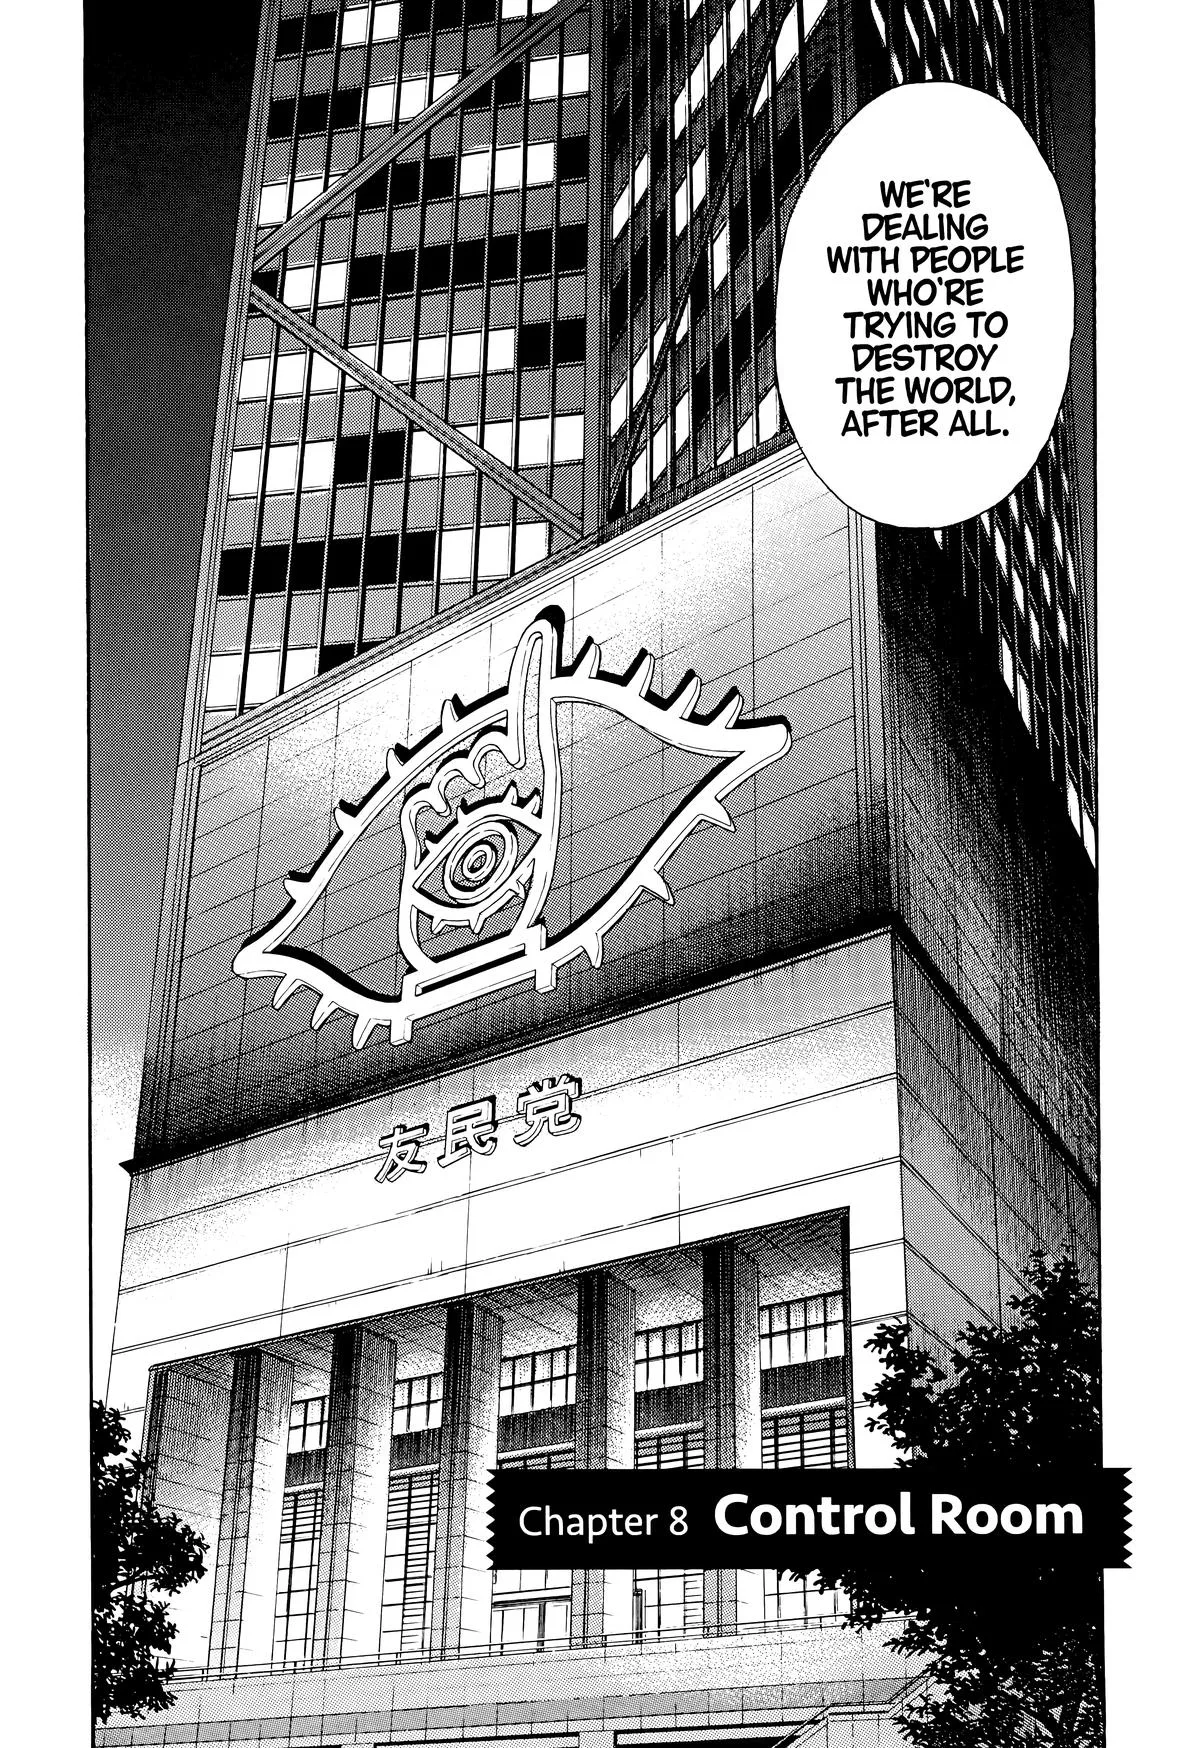 WE'RE
DEALING
WITH PEOPLE
WHO'RE
TRYING TO
DESTROY
THE WORLD,
AFTER ALL.
友民党
Chapter 8 Control Room